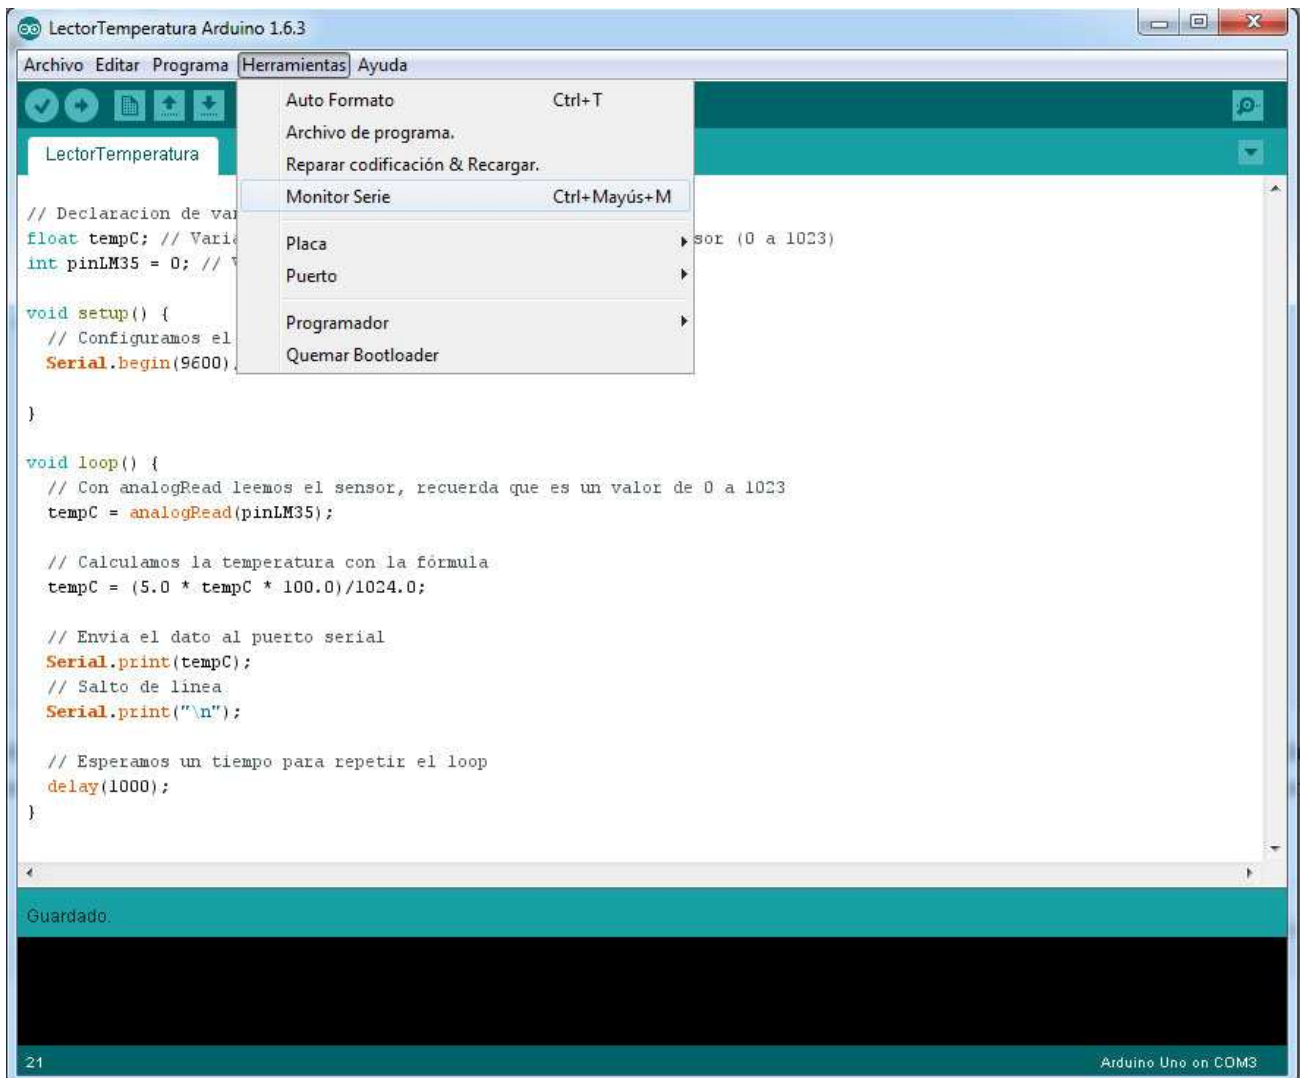 LectorTemperatura Arduino 1.6.3
Archivo Editar Programa Herramientas Ayuda
Auto Formato Ctrl+T
Archivo de programa.
LectorTemperatura
Reparar codificación & Recargar.
Monitor Serie Ctrl+Mayús+M
// Declaracion de
float tempC; // sor (0 a 1023)
Placa
int pinLM35 = 0; //
Puerto
void setup() {
Programador
// Configuramos el
Quemar Bootloader
Serial.begin(9600)
}
void loop() {
// Con analogRead leemos el sensor, recuerda que es un valor de 0 a 1023
tempC = analogRead(pinLM35);
// Calculamos la temperatura con la fórmula
tempC = (5.0 * tempC * 100.0)/1024.0;
// Envia el dato al puerto serial
Serial.print(tempC);
// Salto de línea
Serial.print("\n");
// Esperamos un tiempo para repetir el loop
delay(1000);
}
Guardado.
21 Arduino Uno on COM3